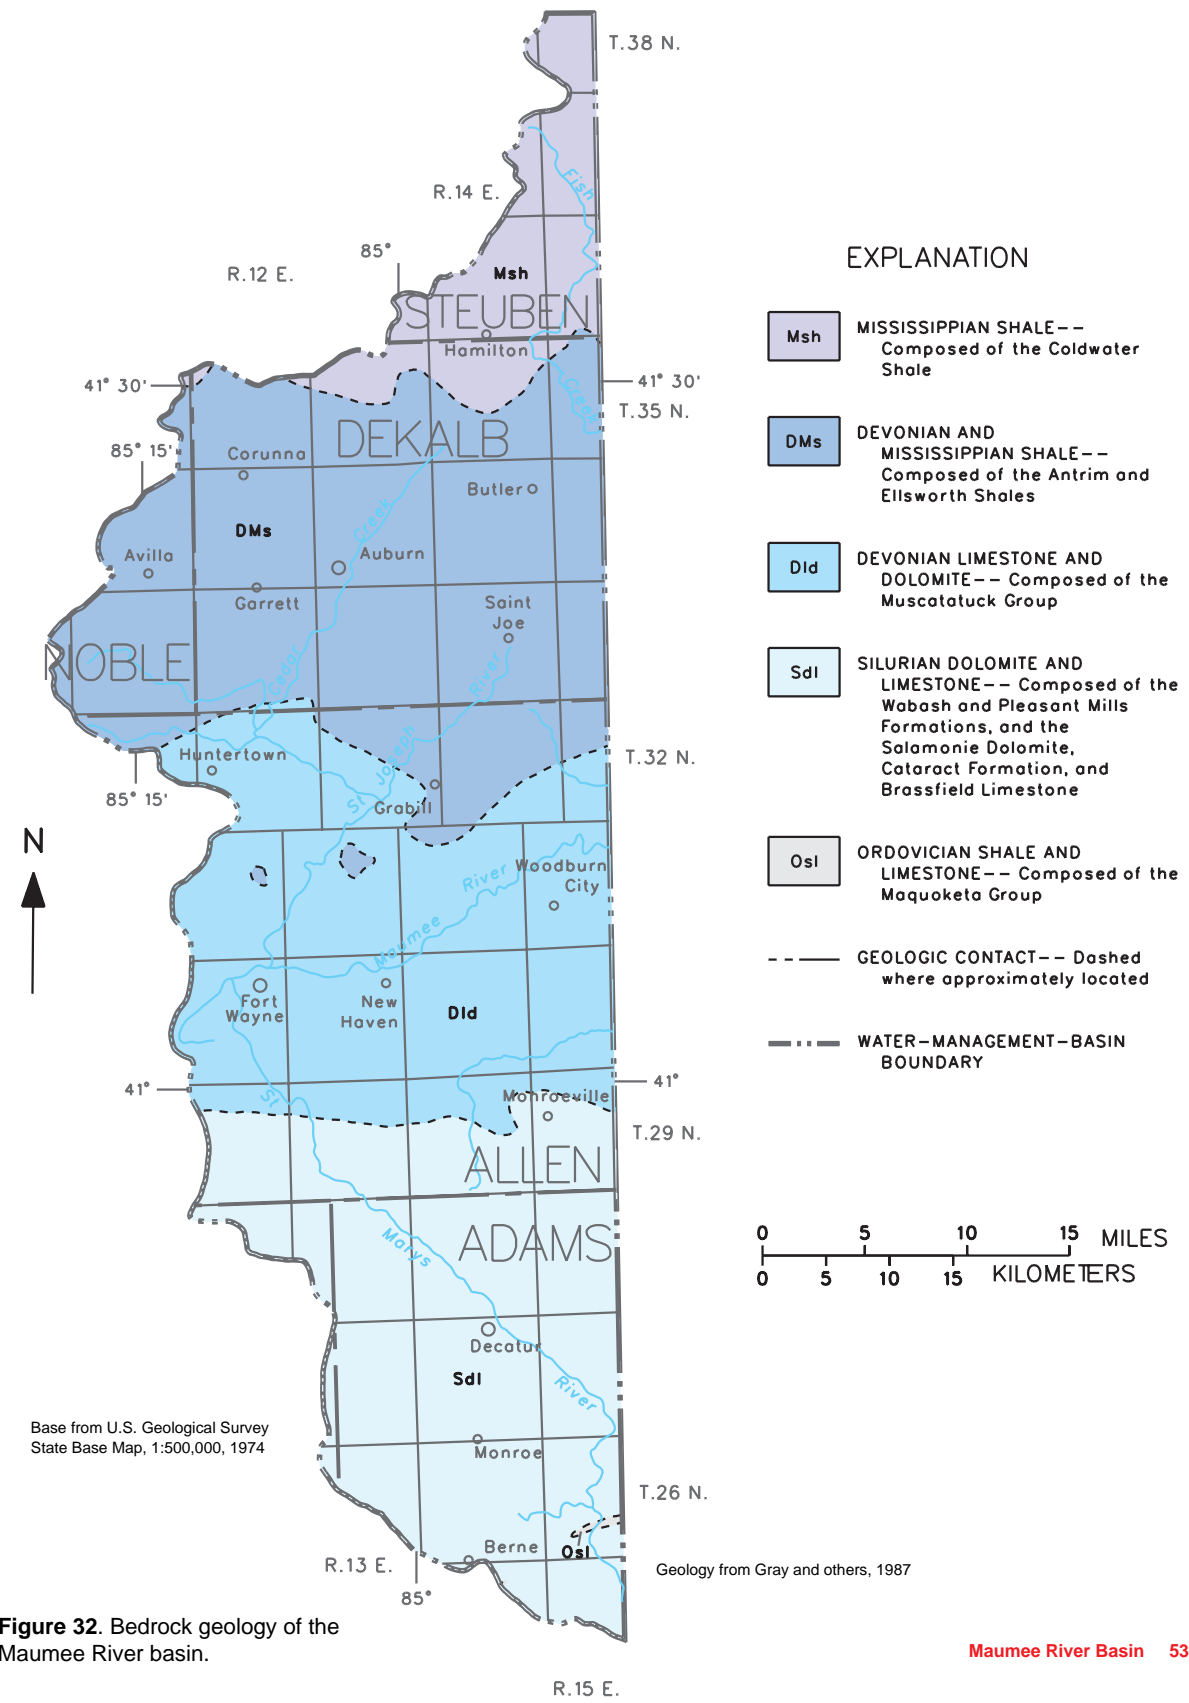 T.38 N.
Fish
R.14 E.
85°
R.12 E.
Msh
STEUBEN
Hamilton
41° 30'
41° 30'
Creek
T.35 N.
DEKALB
85° 15'
Corunna
Butler
Creek
DMs
Avilla
Auburn
Garrett
Saint
Joe
NOBLE
Cedar
River
Huntertown
St Joseph
T.32 N.
85° 15'
Grabill
N
Woodburn
City
River
Maumee
Fort
Wayne
New
Haven
Dld
41°
41°
St
Monroeville
T.29 N.
ALLEN
ADAMS
Marys
Decatur
Sdl
River
Monroe
T.26 N.
Berne
Osl
R.13 E.
85°
R.15 E.
EXPLANATION
Msh
MISSISSIPPIAN SHALE--
Composed of the Coldwater
Shale
DMs
DEVONIAN AND
MISSISSIPPIAN SHALE--
Composed of the Antrim and
Ellsworth Shales
Dld
DEVONIAN LIMESTONE AND
DOLOMITE-- Composed of the
Muscatatuck Group
Sdl
SILURIAN DOLOMITE AND
LIMESTONE-- Composed of the
Wabash and Pleasant Mills
Formations, and the
Salamonie Dolomite,
Cataract Formation, and
Brassfield Limestone
Osl
ORDOVICIAN SHALE AND
LIMESTONE-- Composed of the
Maquoketa Group
GEOLOGIC CONTACT-- Dashed
where approximately located
WATER-MANAGEMENT-BASIN
BOUNDARY
0 5 10 15 MILES
0 5 10 15 KILOMETERS
Base from U.S. Geological Survey
State Base Map, 1:500,000, 1974
Geology from Gray and others, 1987
Figure 32. Bedrock geology of the
Maumee River basin.
Maumee River Basin 53